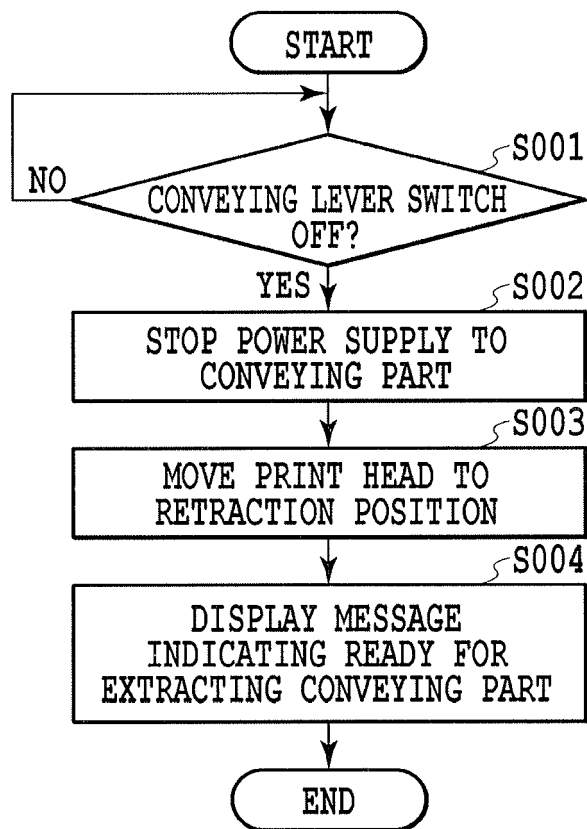 START
S001
NO
CONVEYING LEVER SWITCH
OFF?
YES
S002
STOP POWER SUPPLY TO
CONVEYING PART
S003
MOVE PRINT HEAD TO
RETRACTION POSITION
S004
DISPLAY MESSAGE
INDICATING READY FOR
EXTRACTING CONVEYING PART
END